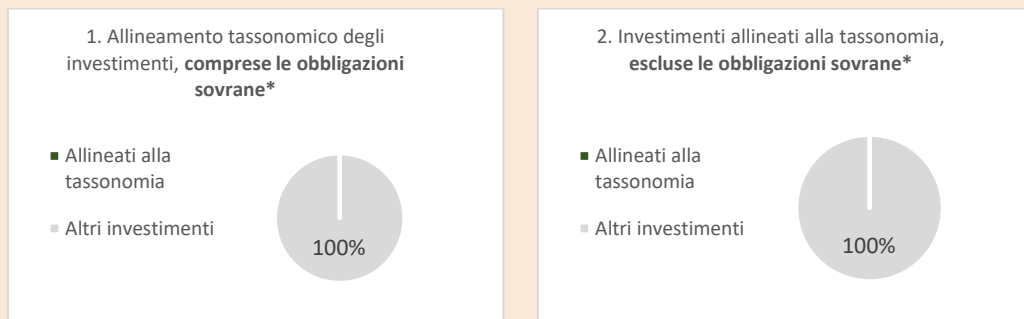 1. Allineamento tassonomico degli
investimenti, comprese le obbligazioni
sovrane*
Allineati alla
tassonomia
Altri investimenti
100%
2. Investimenti allineati alla tassonomia,
escluse le obbligazioni sovrane*
Allineati alla
tassonomia
Altri investimenti
100%